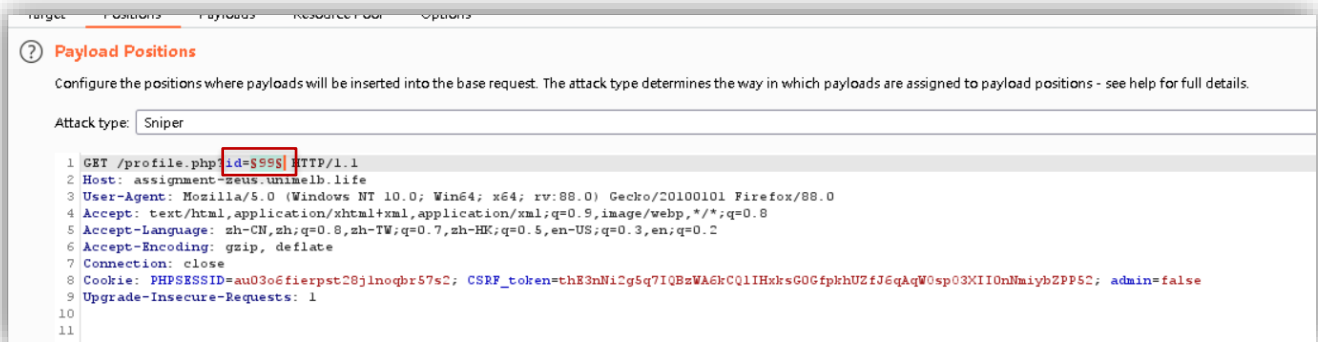 Target Positions Payloads Resource Pool Options
? Payload Positions
Configure the positions where payloads will be inserted into the base request. The attack type determines the way in which payloads are assigned to payload positions - see help for full details.
Attack type: Sniper
1 GET /profile.php?id=§99§ HTTP/1.1
2 Host: assignment-zeus.unimelb.life
3 User-Agent: Mozilla/5.0 (Windows NT 10.0; Win64; x64; rv:88.0) Gecko/20100101 Firefox/88.0
4 Accept: text/html,application/xhtml+xml,application/xml;q=0.9,image/webp,*/*;q=0.8
5 Accept-Language: zh-CN,zh;q=0.8,zh-TW;q=0.7,zh-HK;q=0.5,en-US;q=0.3,en;q=0.2
6 Accept-Encoding: gzip, deflate
7 Connection: close
8 Cookie: PHPSESSID=au03o6fierpst28jlnoqbr57s2; CSRF_token=thE3nNi2g5q7IQBzWA6kCQlIHxksG0GfpkhUZfJ6qAqW0sp03XII0nNmiybZPP52; admin=false
9 Upgrade-Insecure-Requests: 1
10
11